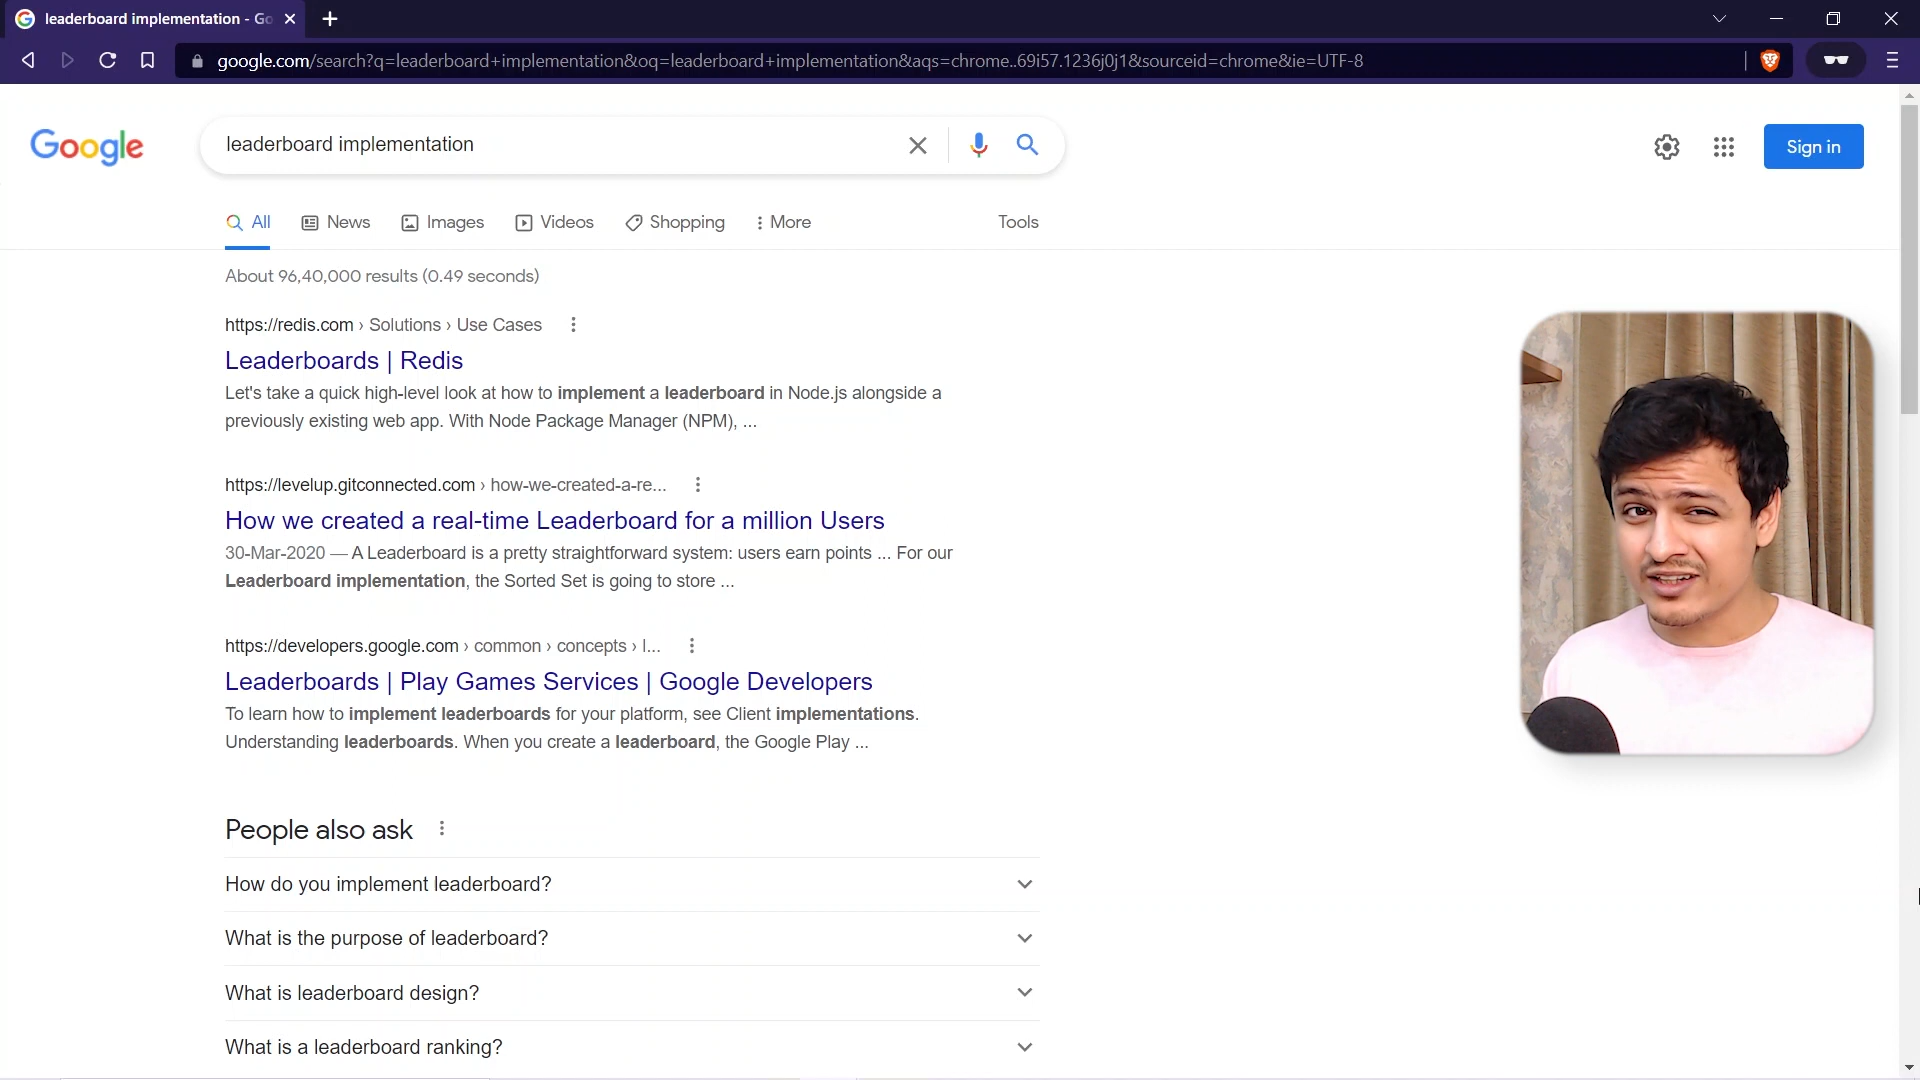 leaderboard implementation - Go
google.com/search?q=leaderboard+implementation&oq=leaderboard+implementation&aqs=chrome..69i57.1236j0j1&sourceid=chrome&ie=UTF-8
Google
leaderboard implementation
Sign in
All News Images Videos Shopping More Tools
About 96,40,000 results (0.49 seconds)
https://redis.com › Solutions › Use Cases
Leaderboards | Redis
Let's take a quick high-level look at how to implement a leaderboard in Node.js alongside a
previously existing web app. With Node Package Manager (NPM), ...
https://levelup.gitconnected.com › how-we-created-a-re...
How we created a real-time Leaderboard for a million Users
30-Mar-2020 — A Leaderboard is a pretty straightforward system: users earn points ... For our
Leaderboard implementation, the Sorted Set is going to store ...
https://developers.google.com › common › concepts › l...
Leaderboards | Play Games Services | Google Developers
To learn how to implement leaderboards for your platform, see Client implementations.
Understanding leaderboards. When you create a leaderboard, the Google Play ...
People also ask
How do you implement leaderboard?
What is the purpose of leaderboard?
What is leaderboard design?
What is a leaderboard ranking?